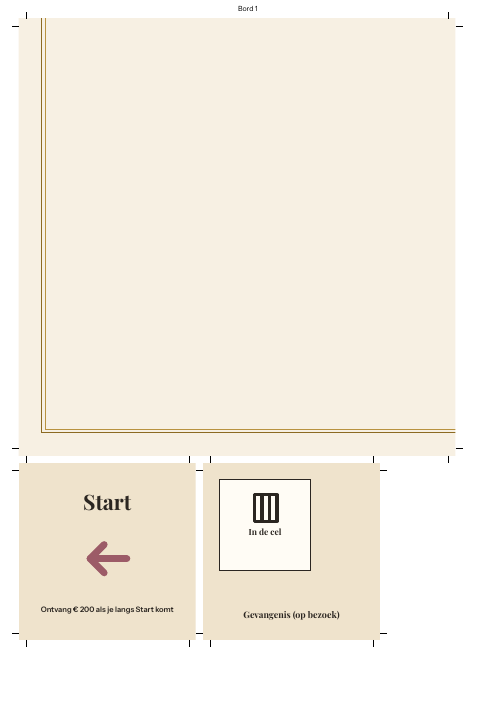 Bord 1
Start
Ontvang € 200 als je langs Start komt
In de cel
Gevangenis (op bezoek)